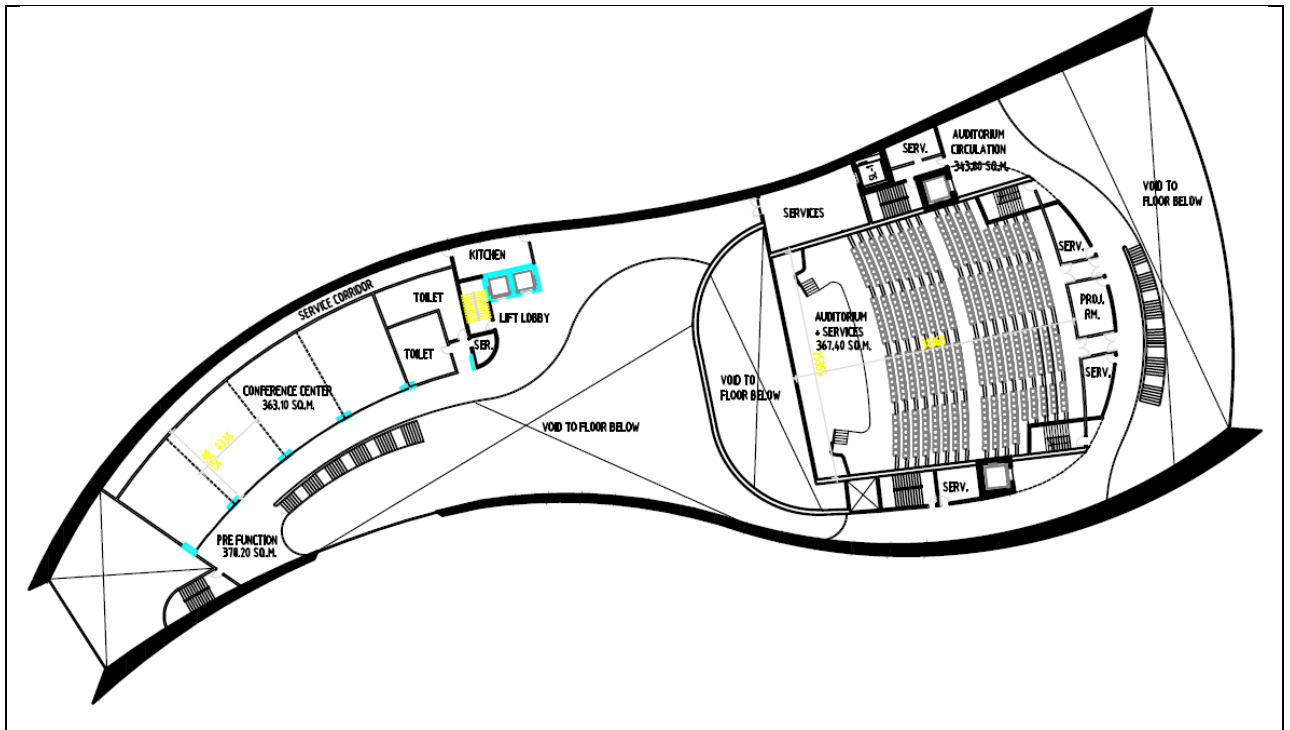 SERV.
AUDITORIUM
CIRCULATION
343.80 SQ.M.
VOID TO
FLOOR BELOW
SERVICES
KITCHEN
SERV.
SERVICE CORRIDOR
TOILET
LIFT LOBBY
AUDITORIUM
+ SERVICES
367.40 SQ.M.
PROJ.
RM.
TOILET
SER.
SERV.
VOID TO
FLOOR BELOW
CONFERENCE CENTER
363.10 SQ.M.
VOID TO FLOOR BELOW
SERV.
PRE FUNCTION
378.20 SQ.M.